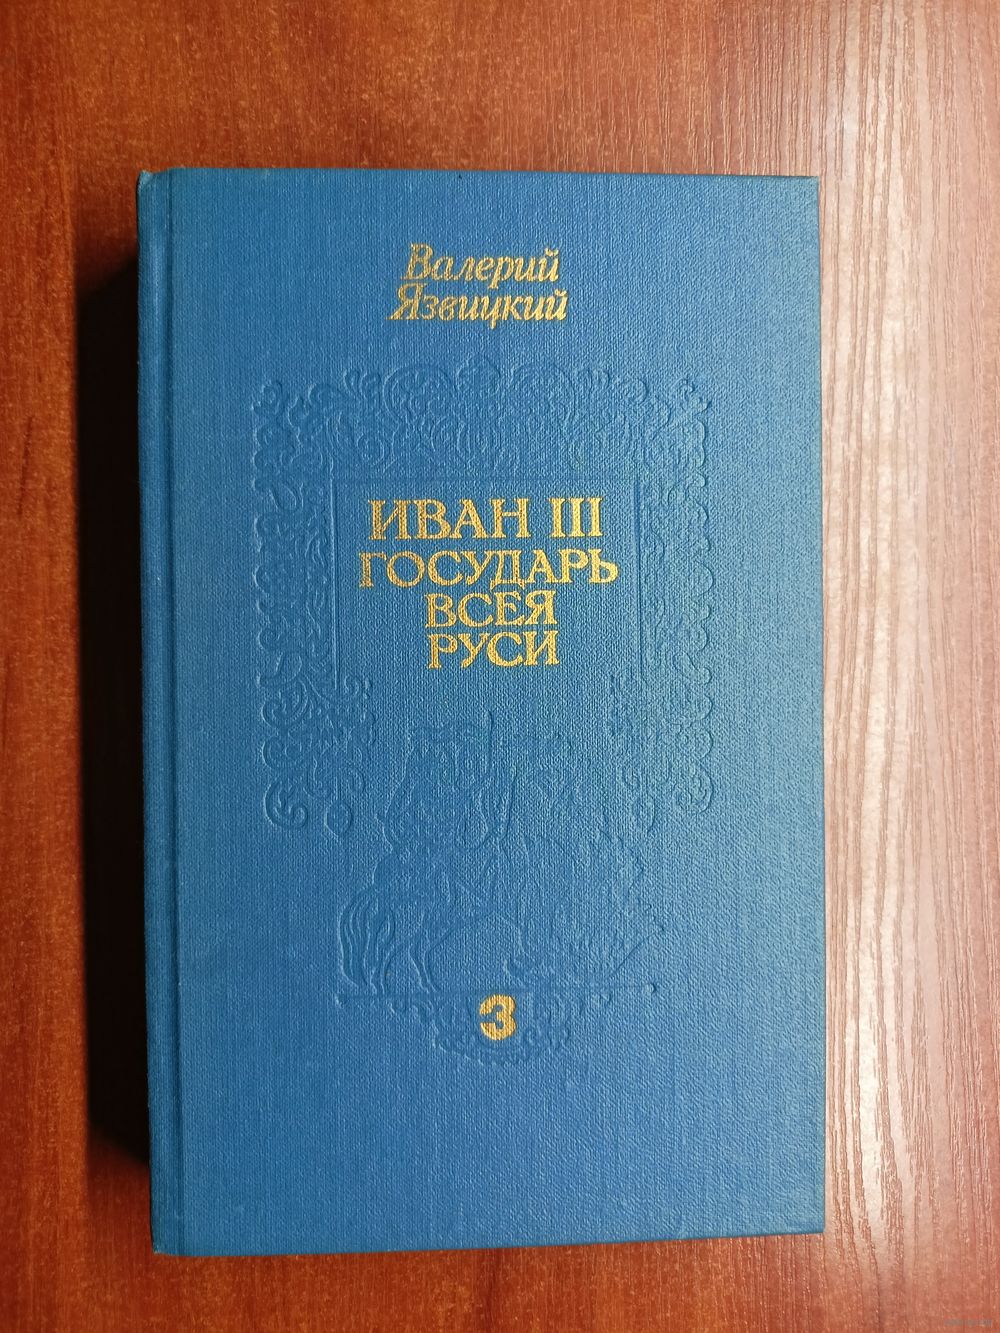 Валерий
Язвицкий
ИВАН III
ГОСУДАРЬ
ВСЕЯ
РУСИ
3